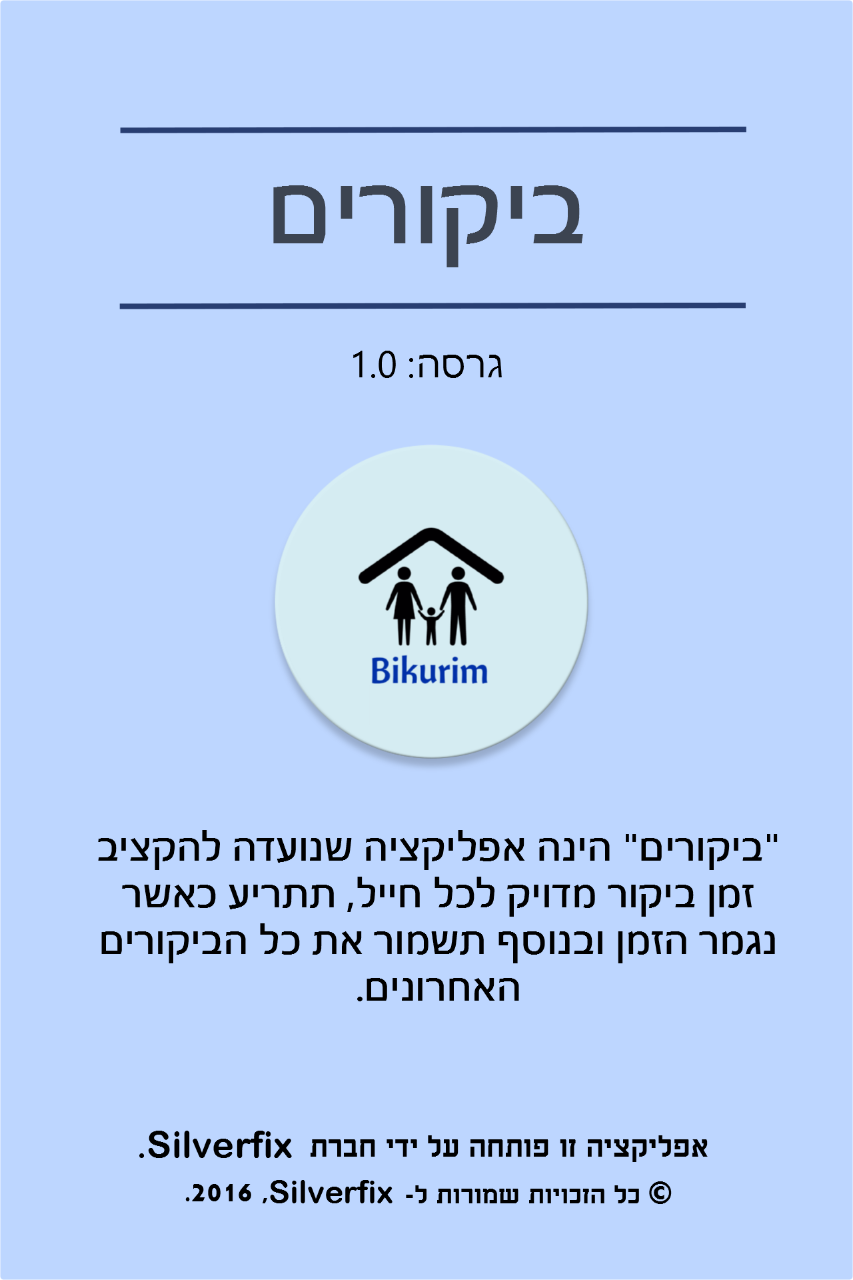 ביקורים
גרסה: 1.0
Bikurim
"ביקורים" הינה אפליקציה שנועדה להקציב
זמן ביקור מדויק לכל חייל, תתריע כאשר
נגמר הזמן ובנוסף תשמור את כל הביקורים
האחרונים.
אפליקציה זו פותחה על ידי חברת Silverfix.
© כל הזכויות שמורות ל- Silverfix, 2016.